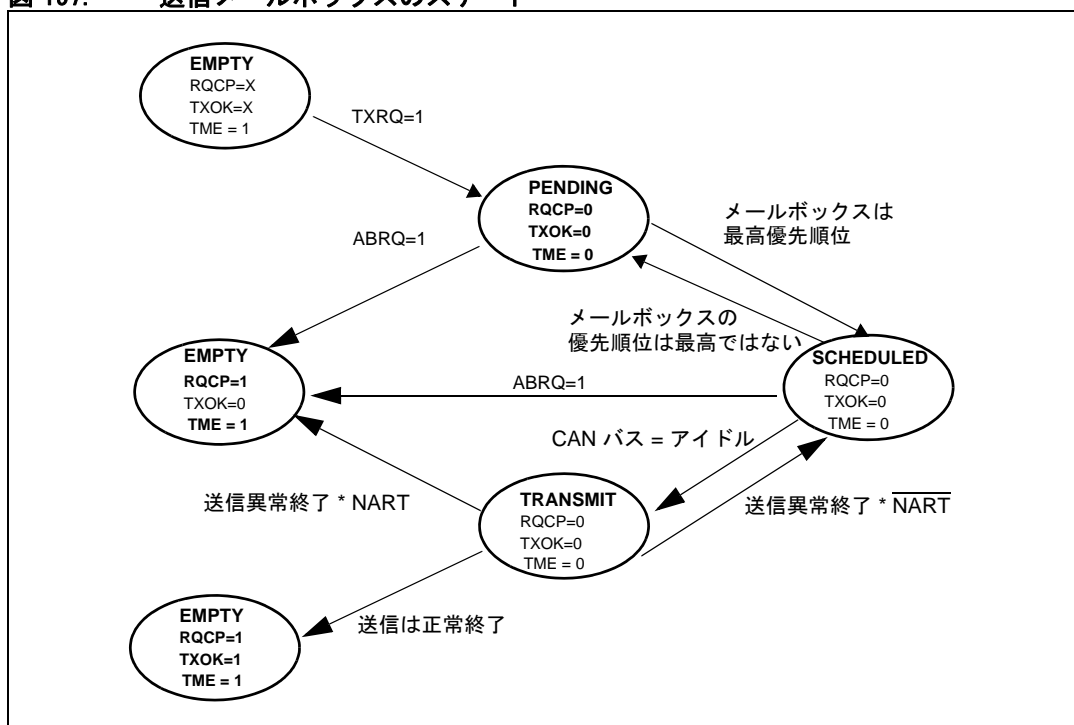 EMPTY
RQCP=X
TXOK=X
TME = 1
TXRQ=1
PENDING
RQCP=0
TXOK=0
TME = 0
メールボックスは
最高優先順位
ABRQ=1
メールボックスの
優先順位は最高ではない
EMPTY
RQCP=1
TXOK=0
TME = 1
ABRQ=1
SCHEDULED
RQCP=0
TXOK=0
TME = 0
CAN バス = アイドル
送信異常終了 * NART
TRANSMIT
RQCP=0
TXOK=0
TME = 0
送信異常終了 * N̅A̅R̅T̅
EMPTY
RQCP=1
TXOK=1
TME = 1
送信は正常終了